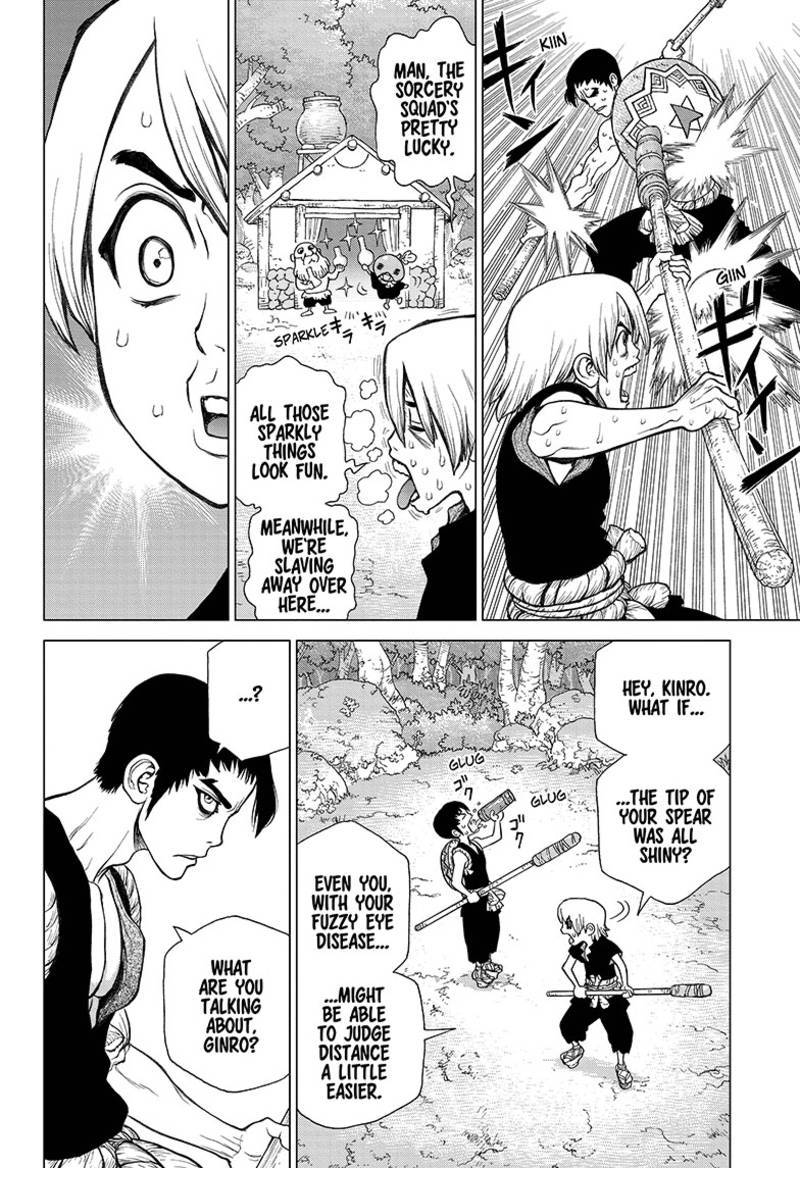 KIIN
キィン
GIIN
ギィン
MAN, THE
SORCERY
SQUAD'S
PRETTY
LUCKY.
SPARKLE
キラ
キラ
ALL THOSE
SPARKLY
THINGS
LOOK FUN.
MEANWHILE,
WE'RE
SLAVING
AWAY OVER
HERE...
HEY, KINRO.
WHAT IF...
...THE TIP OF
YOUR SPEAR
WAS ALL
SHINY?
GLUG
ゴク
GLUG
ゴク
EVEN YOU,
WITH YOUR
FUZZY EYE
DISEASE...
...MIGHT
BE ABLE
TO JUDGE
DISTANCE
A LITTLE
EASIER.
...?
WHAT
ARE YOU
TALKING
ABOUT,
GINRO?